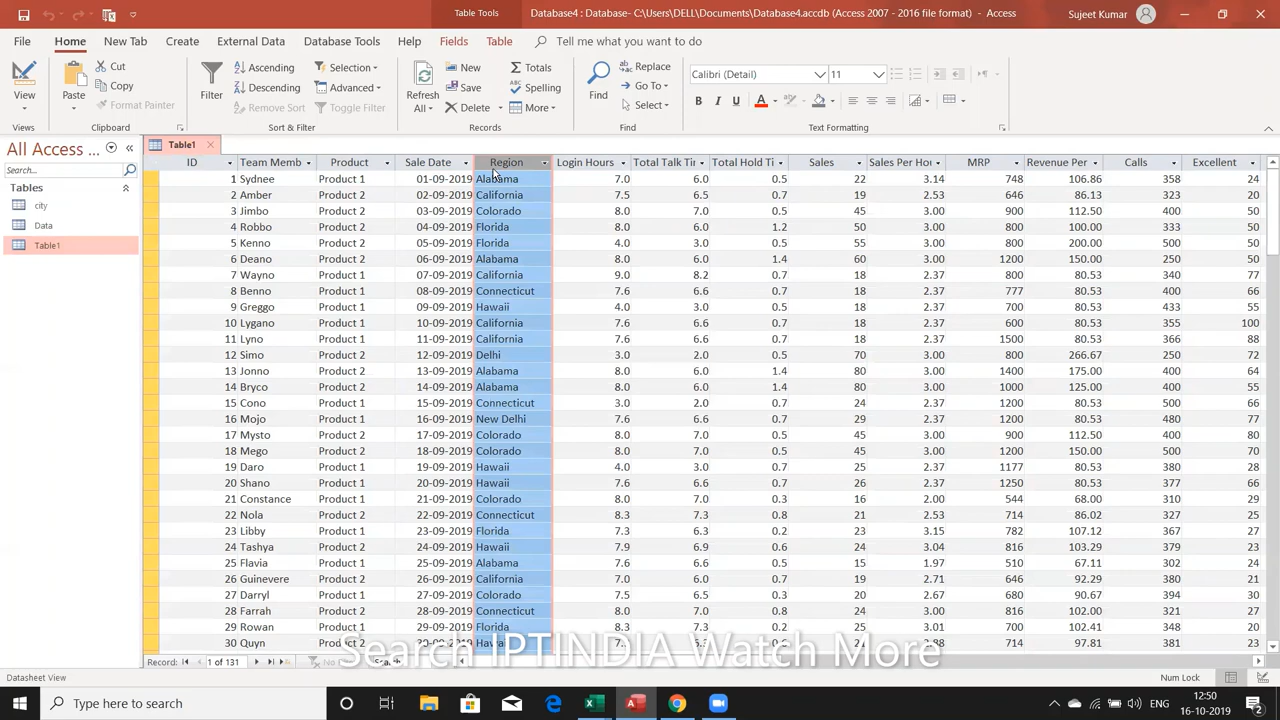 Table Tools
Database4 : Database- C:\Users\DELL\Documents\Database4.accdb (Access 2007 - 2016 file format) - Access
Sujeet Kumar
File Home New Tab Create External Data Database Tools Help Fields Table Tell me what you want to do
View
Views
Paste
Cut
Copy
Format Painter
Clipboard
Filter
Ascending
Descending
Remove Sort
Selection
Advanced
Toggle Filter
Sort & Filter
Refresh All
New
Save
Delete
Totals
Spelling
More
Records
Find
Replace
Go To
Select
Find
Calibri (Detail) 11
B I U A
Text Formatting
All Access ...
Search...
Tables
city
Data
Table1
Table1
ID Team Memb Product Sale Date Region Login Hours Total Talk Tir Total Hold Ti Sales Sales Per Hou MRP Revenue Per Calls Excellent
1 Sydnee Product 1 01-09-2019 Alabama 7.0 6.0 0.5 22 3.14 748 106.86 358 24
2 Amber Product 2 02-09-2019 California 7.5 6.5 0.7 19 2.53 646 86.13 323 20
3 Jimbo Product 2 03-09-2019 Colorado 8.0 7.0 0.5 45 3.00 900 112.50 400 50
4 Robbo Product 2 04-09-2019 Florida 8.0 6.0 1.2 50 3.00 800 100.00 333 50
5 Kenno Product 2 05-09-2019 Florida 4.0 3.0 0.5 55 3.00 800 200.00 500 50
6 Deano Product 2 06-09-2019 Alabama 8.0 6.0 1.4 60 3.00 1200 150.00 250 50
7 Wayno Product 1 07-09-2019 California 9.0 8.2 0.7 18 2.37 800 80.53 340 77
8 Benno Product 1 08-09-2019 Connecticut 7.6 6.6 0.7 18 2.37 777 80.53 400 66
9 Greggo Product 1 09-09-2019 Hawaii 4.0 3.0 0.5 18 2.37 700 80.53 433 55
10 Lygano Product 1 10-09-2019 California 7.6 6.6 0.7 18 2.37 600 80.53 355 100
11 Lyno Product 1 11-09-2019 California 7.6 6.6 0.7 18 2.37 1500 80.53 366 88
12 Simo Product 2 12-09-2019 Delhi 3.0 2.0 0.5 70 3.00 800 266.67 250 72
13 Jonno Product 2 13-09-2019 Alabama 8.0 6.0 1.4 80 3.00 1400 175.00 400 64
14 Bryco Product 2 14-09-2019 Alabama 8.0 6.0 1.4 80 3.00 1000 125.00 400 55
15 Cono Product 1 15-09-2019 Connecticut 3.0 2.0 0.7 24 2.37 1200 80.53 500 66
16 Mojo Product 1 16-09-2019 New Delhi 7.6 6.6 0.7 29 2.37 1200 80.53 480 77
17 Mysto Product 2 17-09-2019 Colorado 8.0 7.0 0.5 45 3.00 900 112.50 400 80
18 Mego Product 2 18-09-2019 Colorado 8.0 7.0 0.5 45 3.00 1200 150.00 500 70
19 Daro Product 1 19-09-2019 Hawaii 4.0 3.0 0.5 25 2.37 1177 80.53 380 28
20 Shano Product 1 20-09-2019 Hawaii 7.6 6.6 0.7 26 2.37 1250 80.53 377 66
21 Constance Product 1 21-09-2019 Colorado 8.0 7.0 0.3 16 2.00 544 68.00 310 29
22 Nola Product 2 22-09-2019 Connecticut 8.3 7.3 0.8 21 2.53 714 86.02 327 32
23 Libby Product 1 23-09-2019 Florida 7.3 6.3 0.2 23 3.15 782 107.12 367 27
24 Tashya Product 2 24-09-2019 Hawaii 7.9 6.9 0.6 24 3.04 816 103.29 379 23
25 Flavia Product 1 25-09-2019 Alabama 7.6 6.6 0.5 15 1.97 510 67.11 302 24
26 Guinevere Product 2 26-09-2019 California 7.0 6.0 0.7 19 2.71 646 92.29 380 21
27 Darryl Product 1 27-09-2019 Colorado 7.5 6.5 0.3 20 2.67 680 90.67 394 30
28 Farrah Product 2 28-09-2019 Connecticut 8.0 7.0 0.8 24 3.00 816 102.00 321 27
29 Rowan Product 1 29-09-2019 Florida 8.3 7.3 0.2 25 3.01 850 102.41 348 20
30 Quyn Product 2 714 97.81 381 23
Search IPTINDIA Watch More
Record: 1 of 131
Datasheet View
Num Lock
Type here to search
ENG
12:50
16-10-2019
2